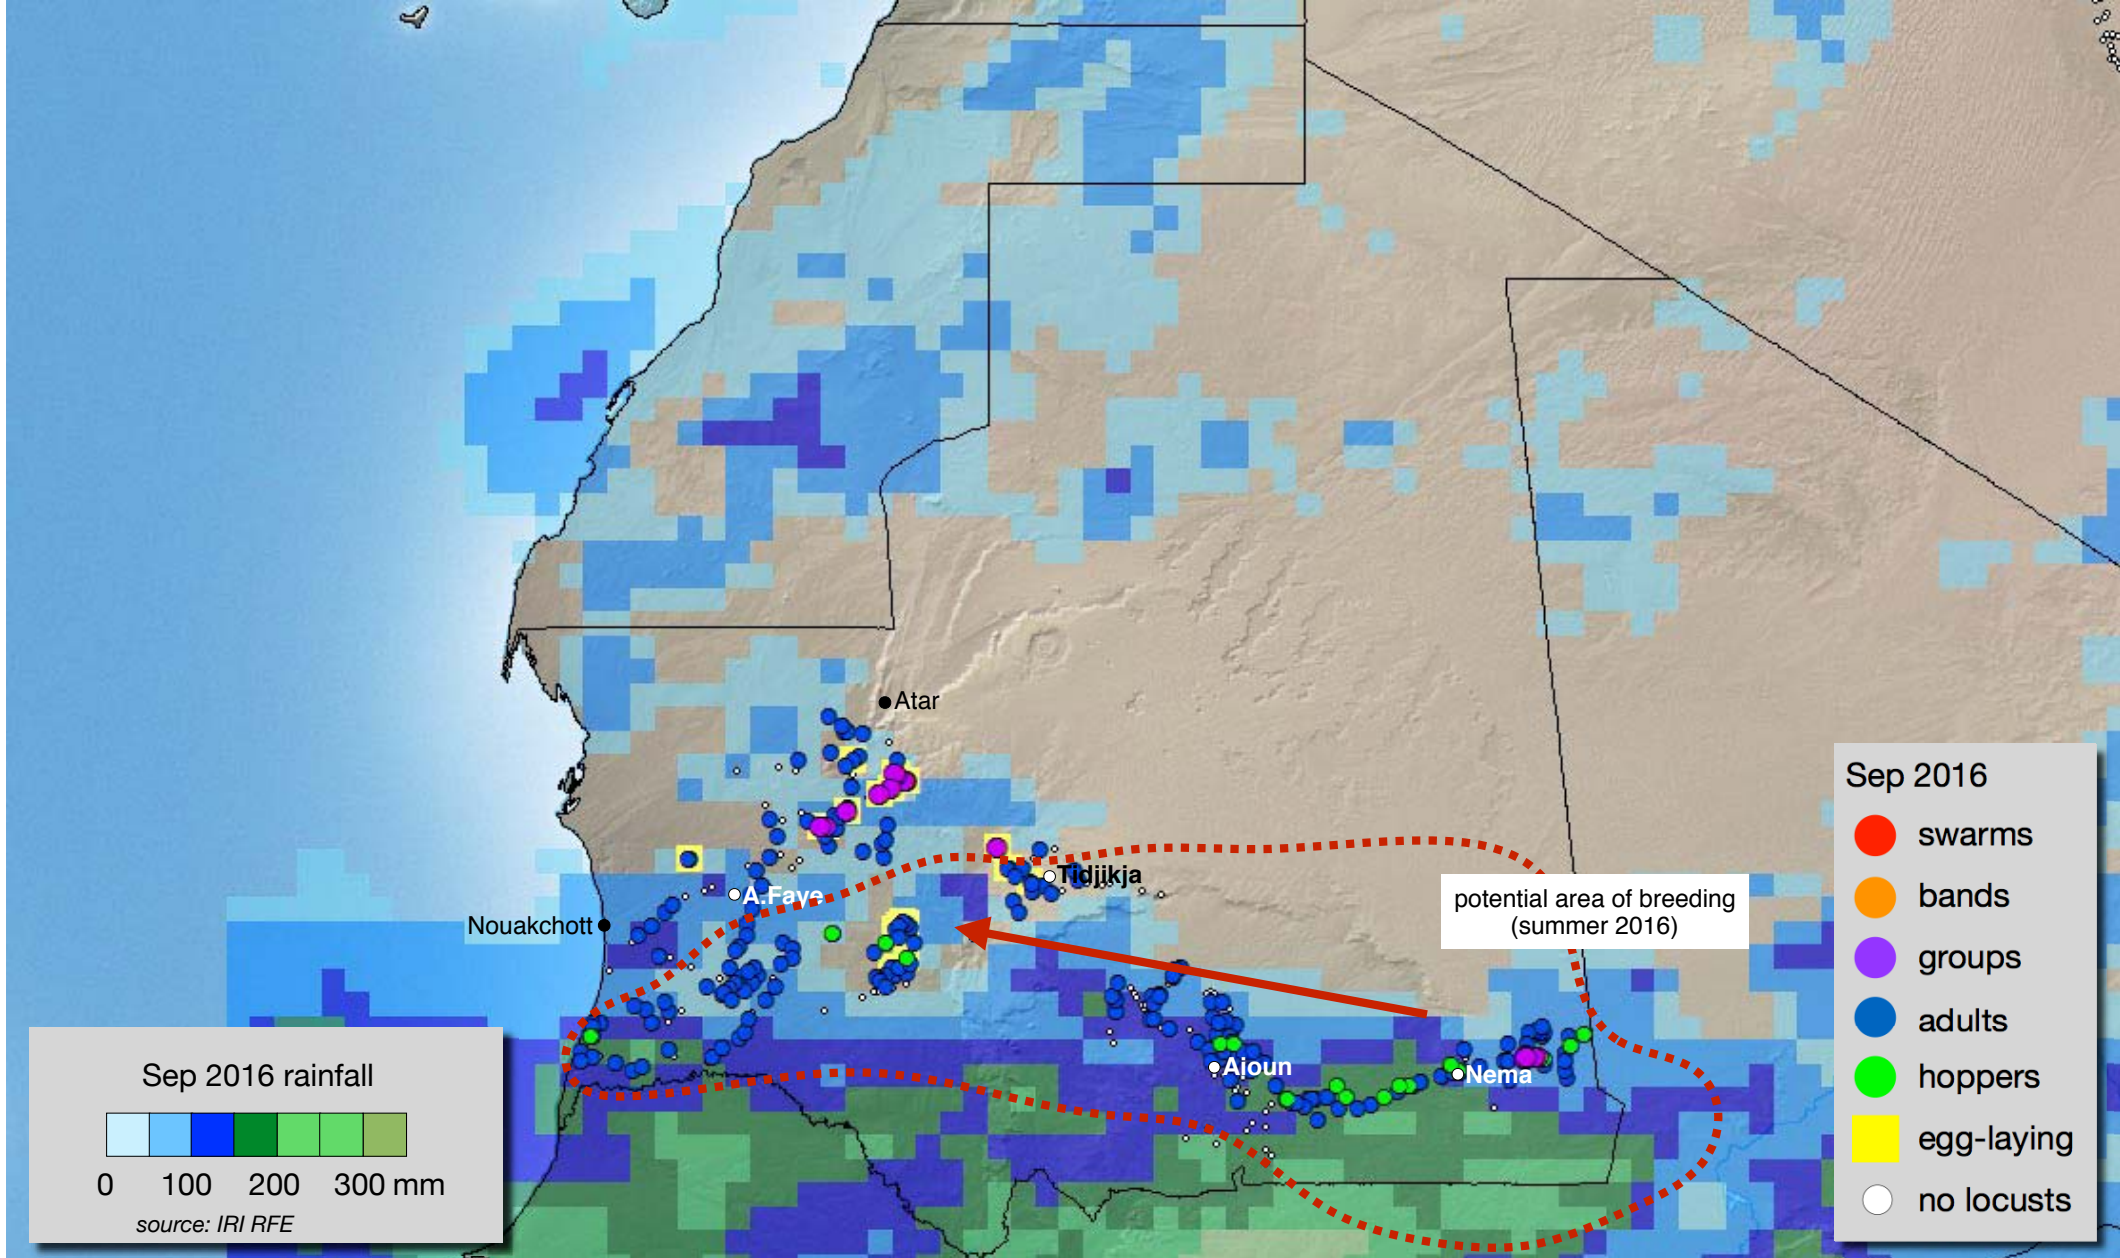 Atar
Tidjikja
A.Faye
potential area of breeding
(summer 2016)
Nouakchott
Aioun
Nema
Sep 2016 rainfall
0 100 200 300 mm
source: IRI RFE
Sep 2016
swarms
bands
groups
adults
hoppers
egg-laying
no locusts